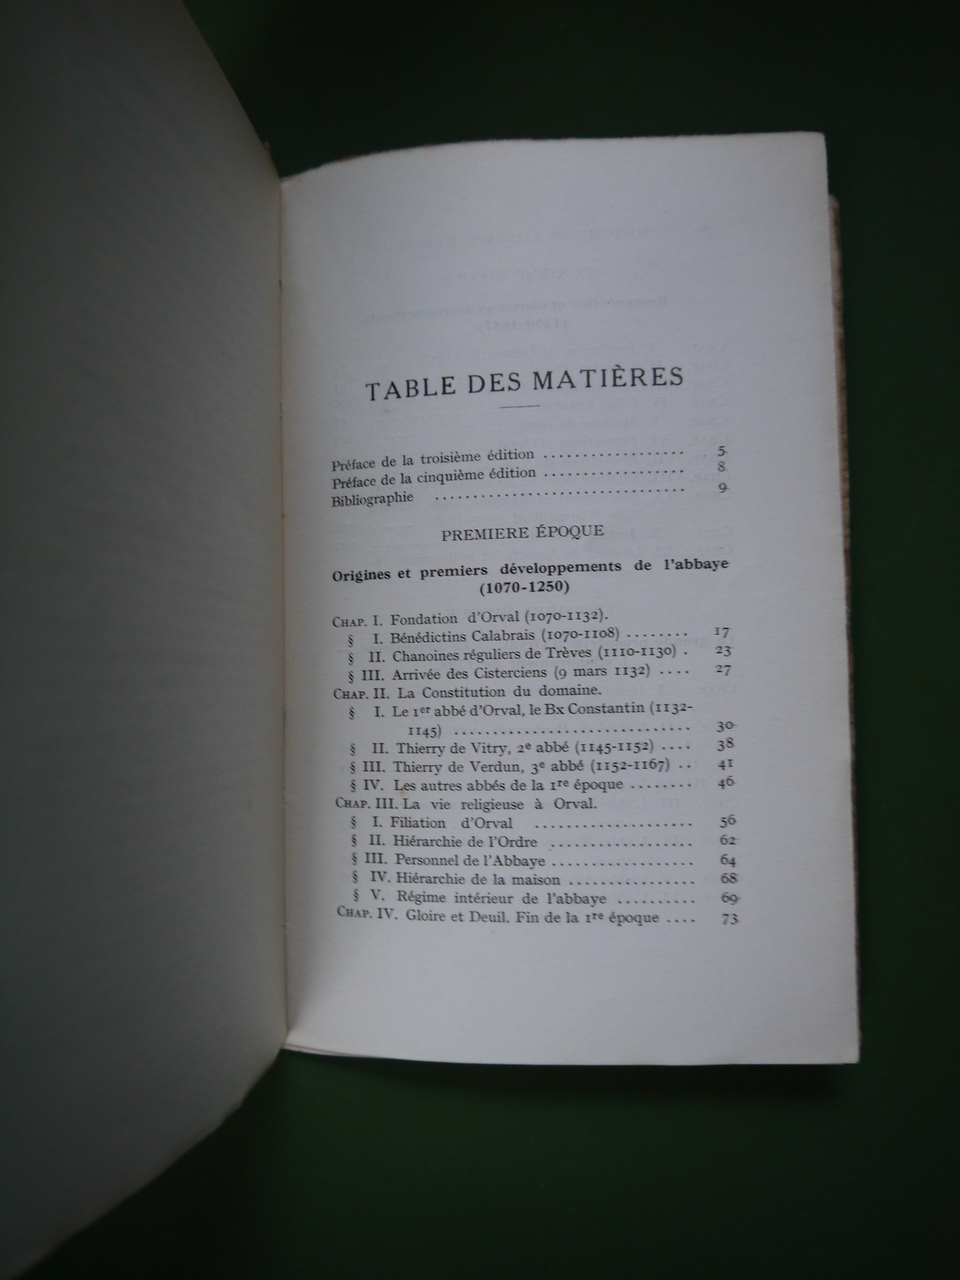 TABLE DES MATIÈRES
Préface de la troisième édition .................. 5
Préface de la cinquième édition .................. 8
Bibliographie ................................. 9
PREMIERE ÉPOQUE
Origines et premiers développements de l'abbaye
(1070-1250)
CHAP. I. Fondation d'Orval (1070-1132).
§ I. Bénédictins Calabrais (1070-1108) ........ 17
§ II. Chanoines réguliers de Trèves (1110-1130) . 23
§ III. Arrivée des Cisterciens (9 mars 1132) .... 27
CHAP. II. La Constitution du domaine.
§ I. Le 1er abbé d'Orval, le Bx Constantin (1132-
1145) .............................. 30
§ II. Thierry de Vitry, 2e abbé (1145-1152) .... 38
§ III. Thierry de Verdun, 3e abbé (1152-1167) .. 41
§ IV. Les autres abbés de la 1re époque ........ 46
CHAP. III. La vie religieuse à Orval.
§ I. Filiation d'Orval .................... 56
§ II. Hiérarchie de l'Ordre .................. 62
§ III. Personnel de l'Abbaye .................. 64
§ IV. Hiérarchie de la maison ................ 68
§ V. Régime intérieur de l'abbaye .......... 69
CHAP. IV. Gloire et Deuil. Fin de la 1re époque .... 73